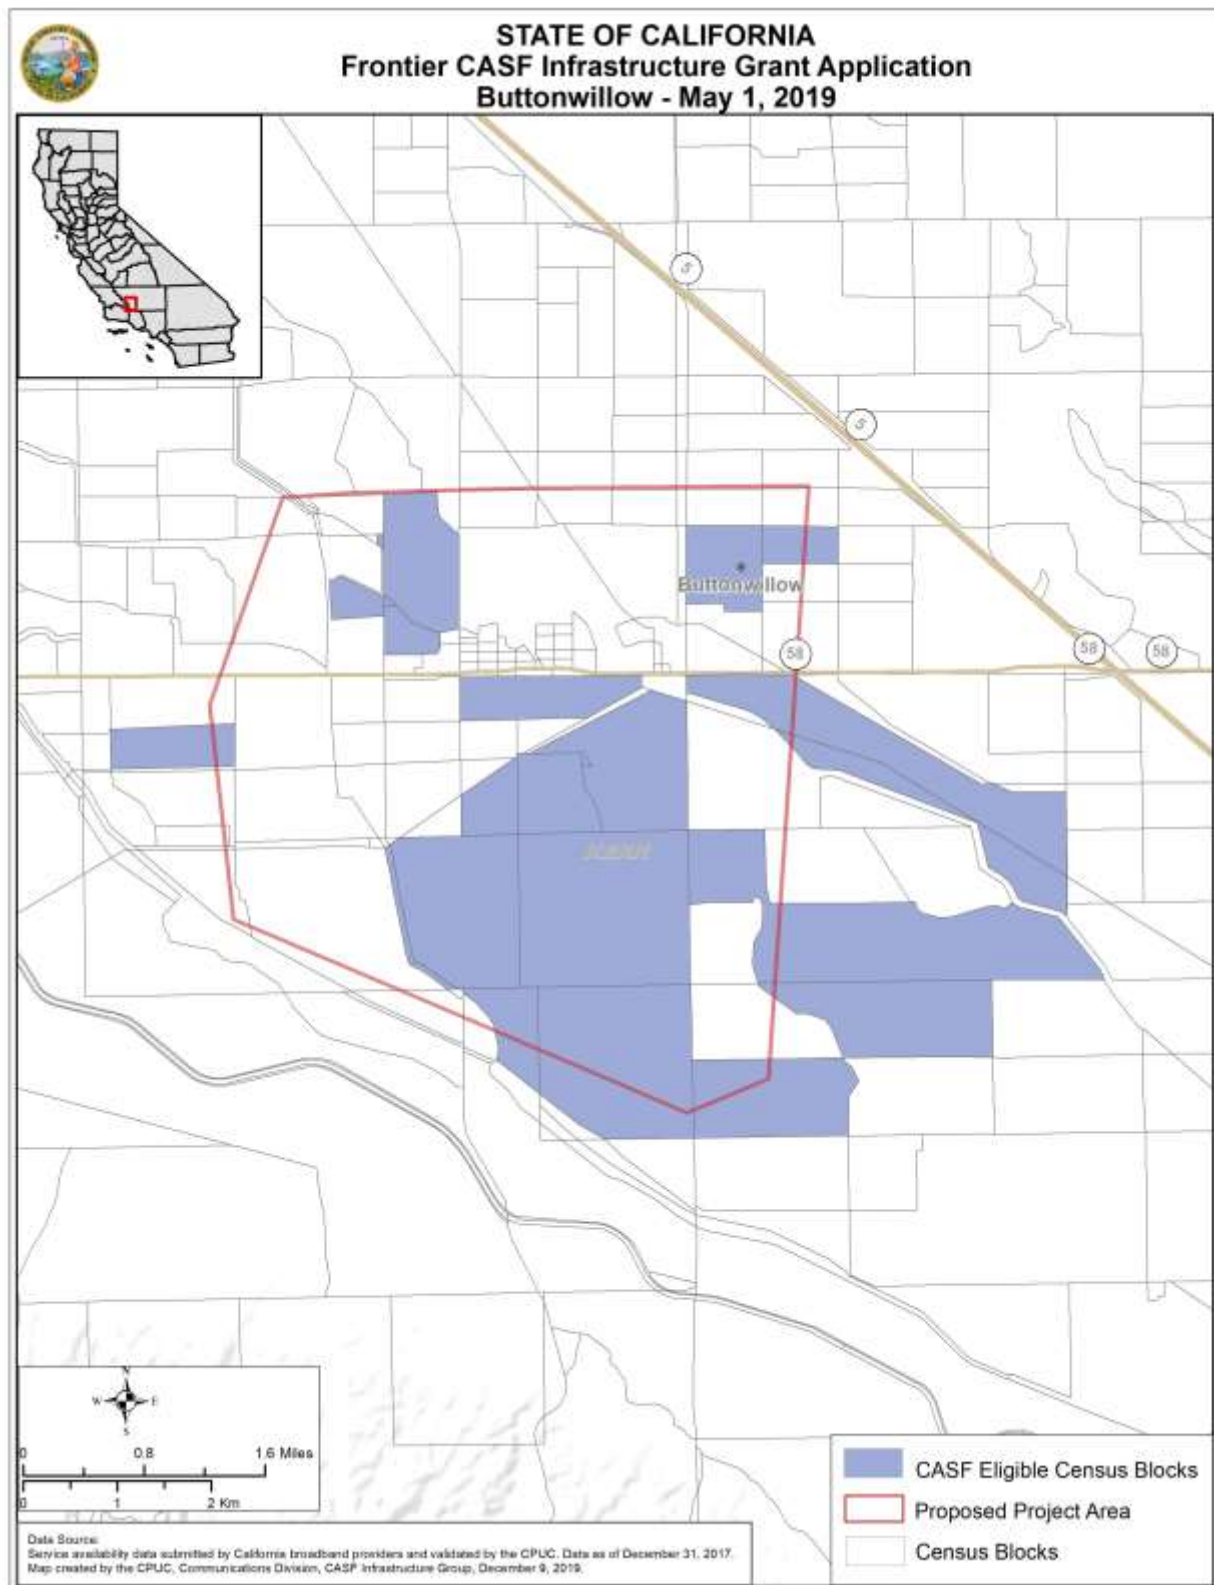 STATE OF CALIFORNIA
Frontier CASF Infrastructure Grant Application
Buttonwillow - May 1, 2019
5
5
Buttonwillow
58
58
58
N
W E
S
0 0.8 1.6 Miles
0 1 2 Km
CASF Eligible Census Blocks
Proposed Project Area
Census Blocks
Data Source:
Service availability data submitted by California broadband providers and validated by the CPUC. Data as of December 31, 2017.
Map created by the CPUC, Communications Division, CASF Infrastructure Group, December 9, 2019.